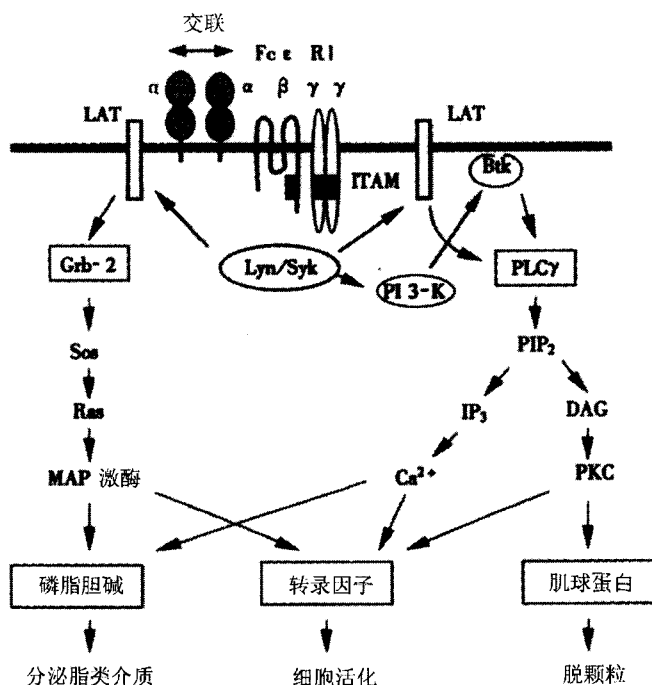 交联
Fc ε RI
α α β γ γ
LAT LAT
Btk
ITAM
Grb-2 Lyn/Syk PI 3-K PLCγ
Sos PIP₂
Ras IP₃ DAG
MAP 激酶 Ca²⁺ PKC
磷脂胆碱 转录因子 肌球蛋白
分泌脂类介质 细胞活化 脱颗粒